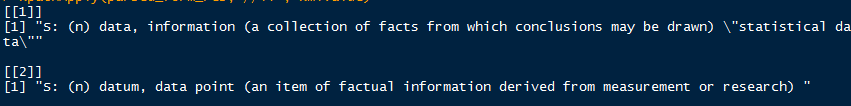 [[1]]
[1] "S: (n) data, information (a collection of facts from which conclusions may be drawn) \"statistical da
ta\""
[[2]]
[1] "S: (n) datum, data point (an item of factual information derived from measurement or research) "